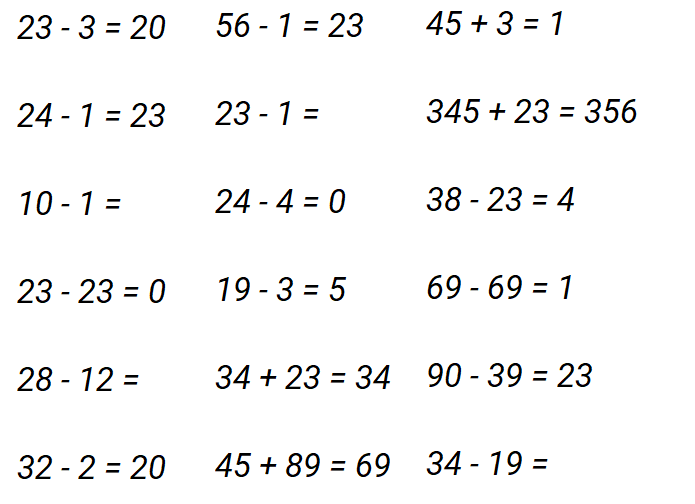 23 - 3 = 20
24 - 1 = 23
10 - 1 =
23 - 23 = 0
28 - 12 =
32 - 2 = 20
56 - 1 = 23
23 - 1 =
24 - 4 = 0
19 - 3 = 5
34 + 23 = 34
45 + 89 = 69
45 + 3 = 1
345 + 23 = 356
38 - 23 = 4
69 - 69 = 1
90 - 39 = 23
34 - 19 =